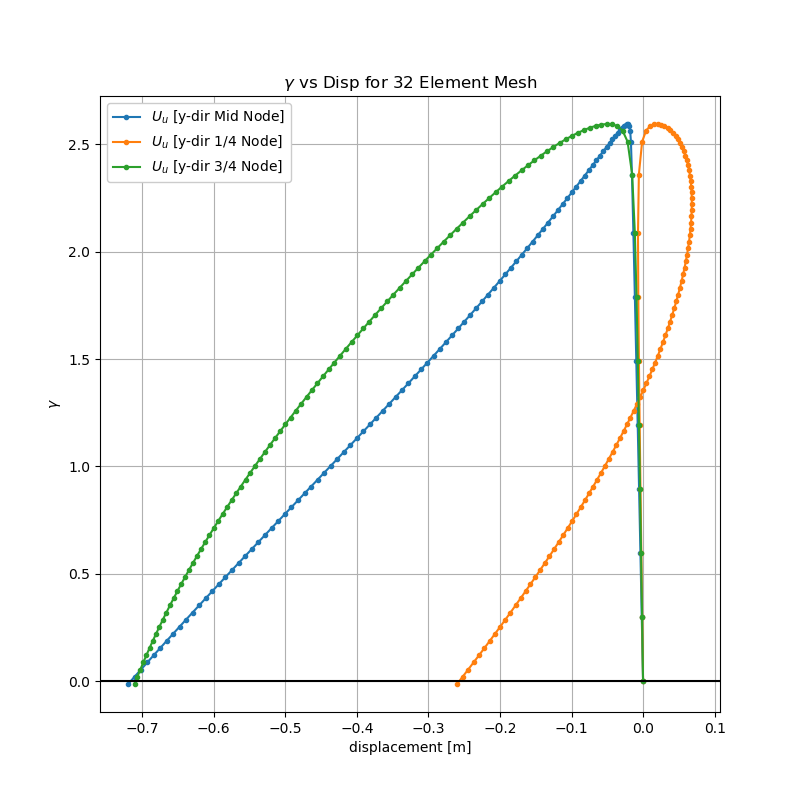 γ vs Disp for 32 Element Mesh
U_u [y-dir Mid Node]
U_u [y-dir 1/4 Node]
U_u [y-dir 3/4 Node]
2.5
2.0
1.5
1.0
0.5
0.0
γ
−0.7 −0.6 −0.5 −0.4 −0.3 −0.2 −0.1 0.0 0.1
displacement [m]